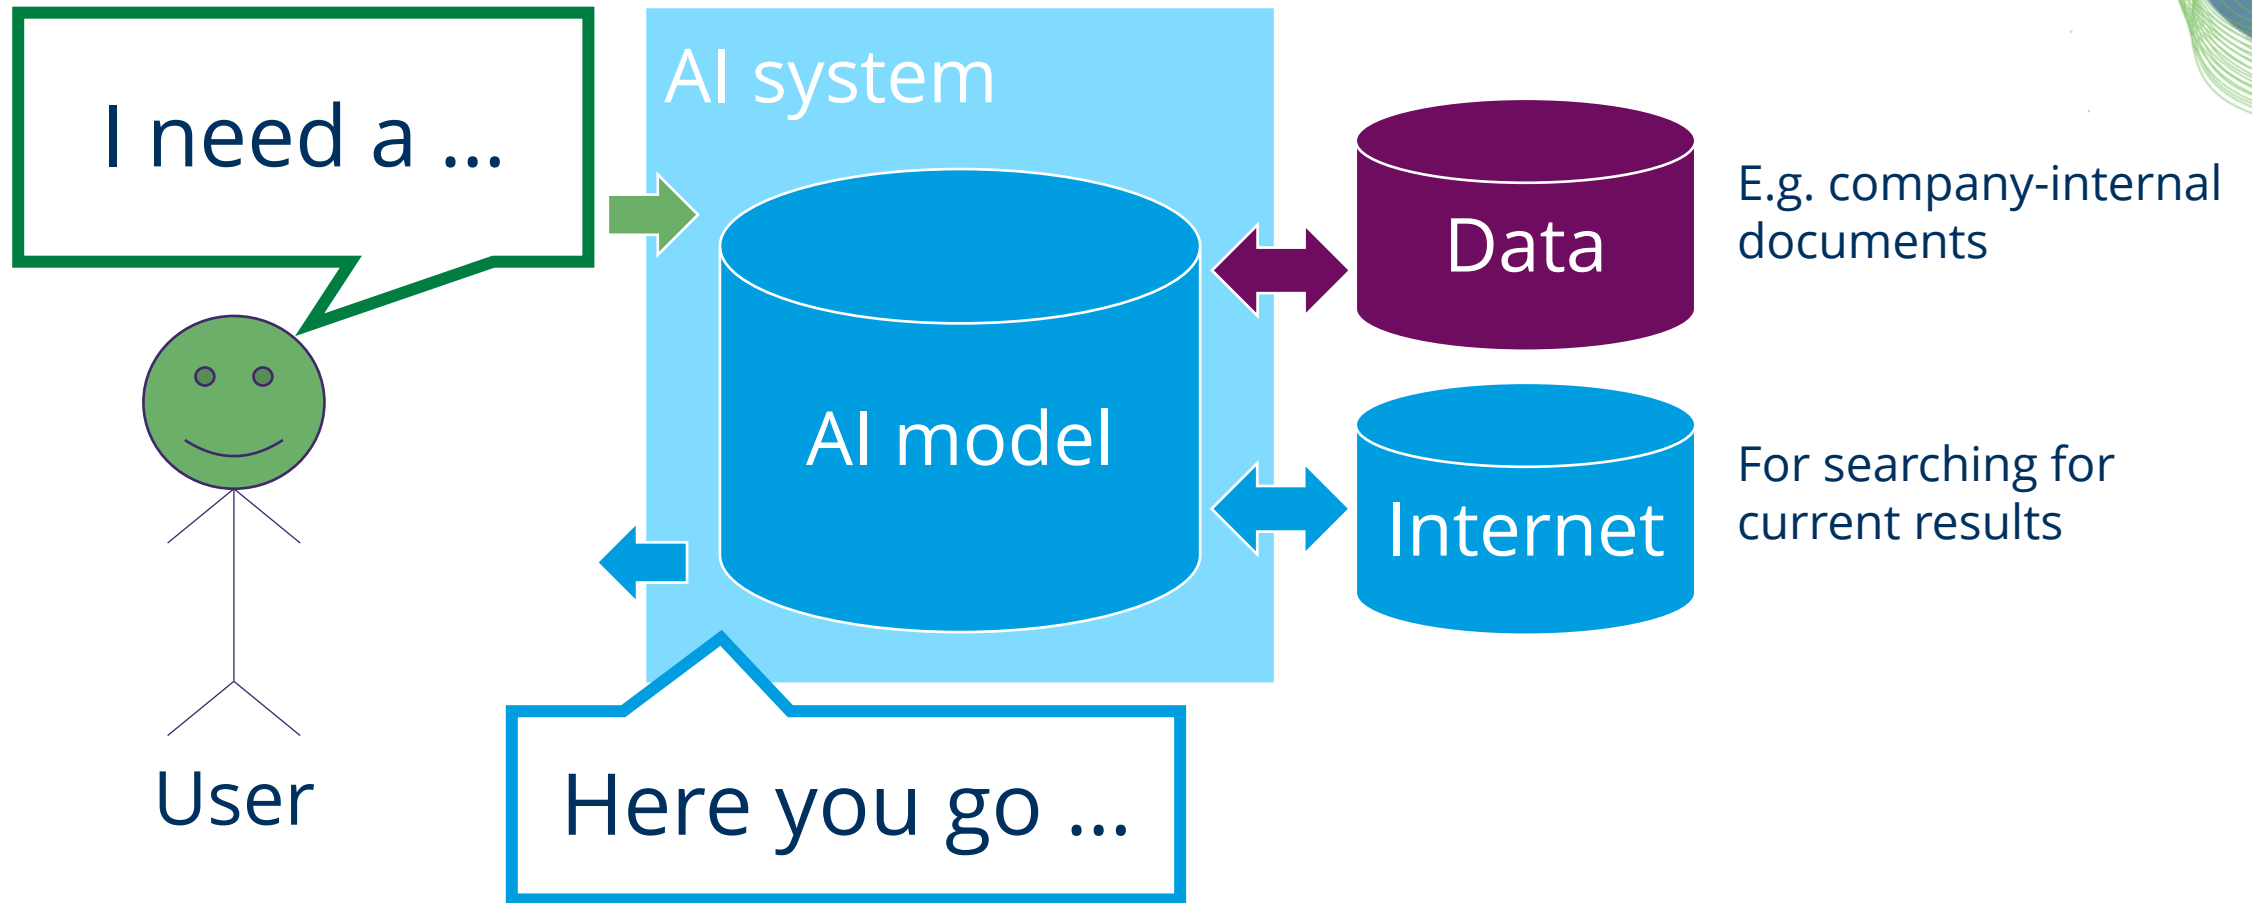 I need a ...
AI system
AI model
Data
E.g. company-internal
documents
Internet
For searching for
current results
User
Here you go ...